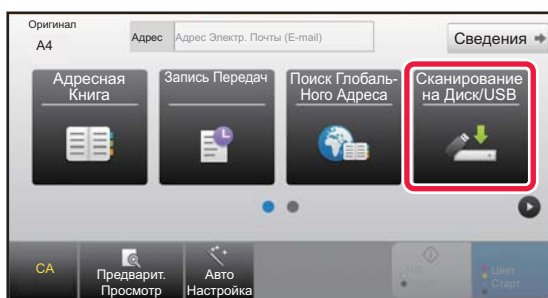 Оригинал
A4
Адрес
Адрес Электр. Почты (E-mail)
Сведения
Адресная
Книга
Запись Передач
Поиск Глобаль-
Ного Адреса
Сканирование
на Диск/USB
CA
Предварит.
Просмотр
Авто
Настройка
Цвет
Старт